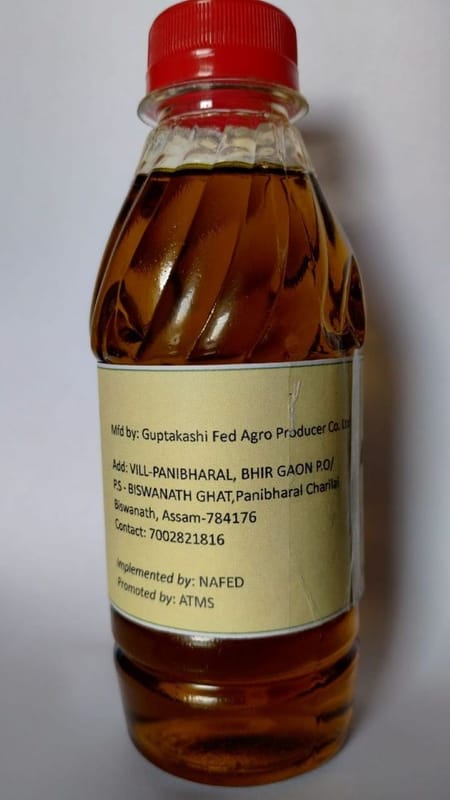 Mfd by: Guptakashi Fed Agro Producer Co. Ltd
Add: VILL-PANIBHARAL, BHIR GAON P.O/
P.S - BISWANATH GHAT,Panibharal Charilai
Biswanath, Assam-784176
Contact: 7002821816
Implemented by: NAFED
Promoted by: ATMS